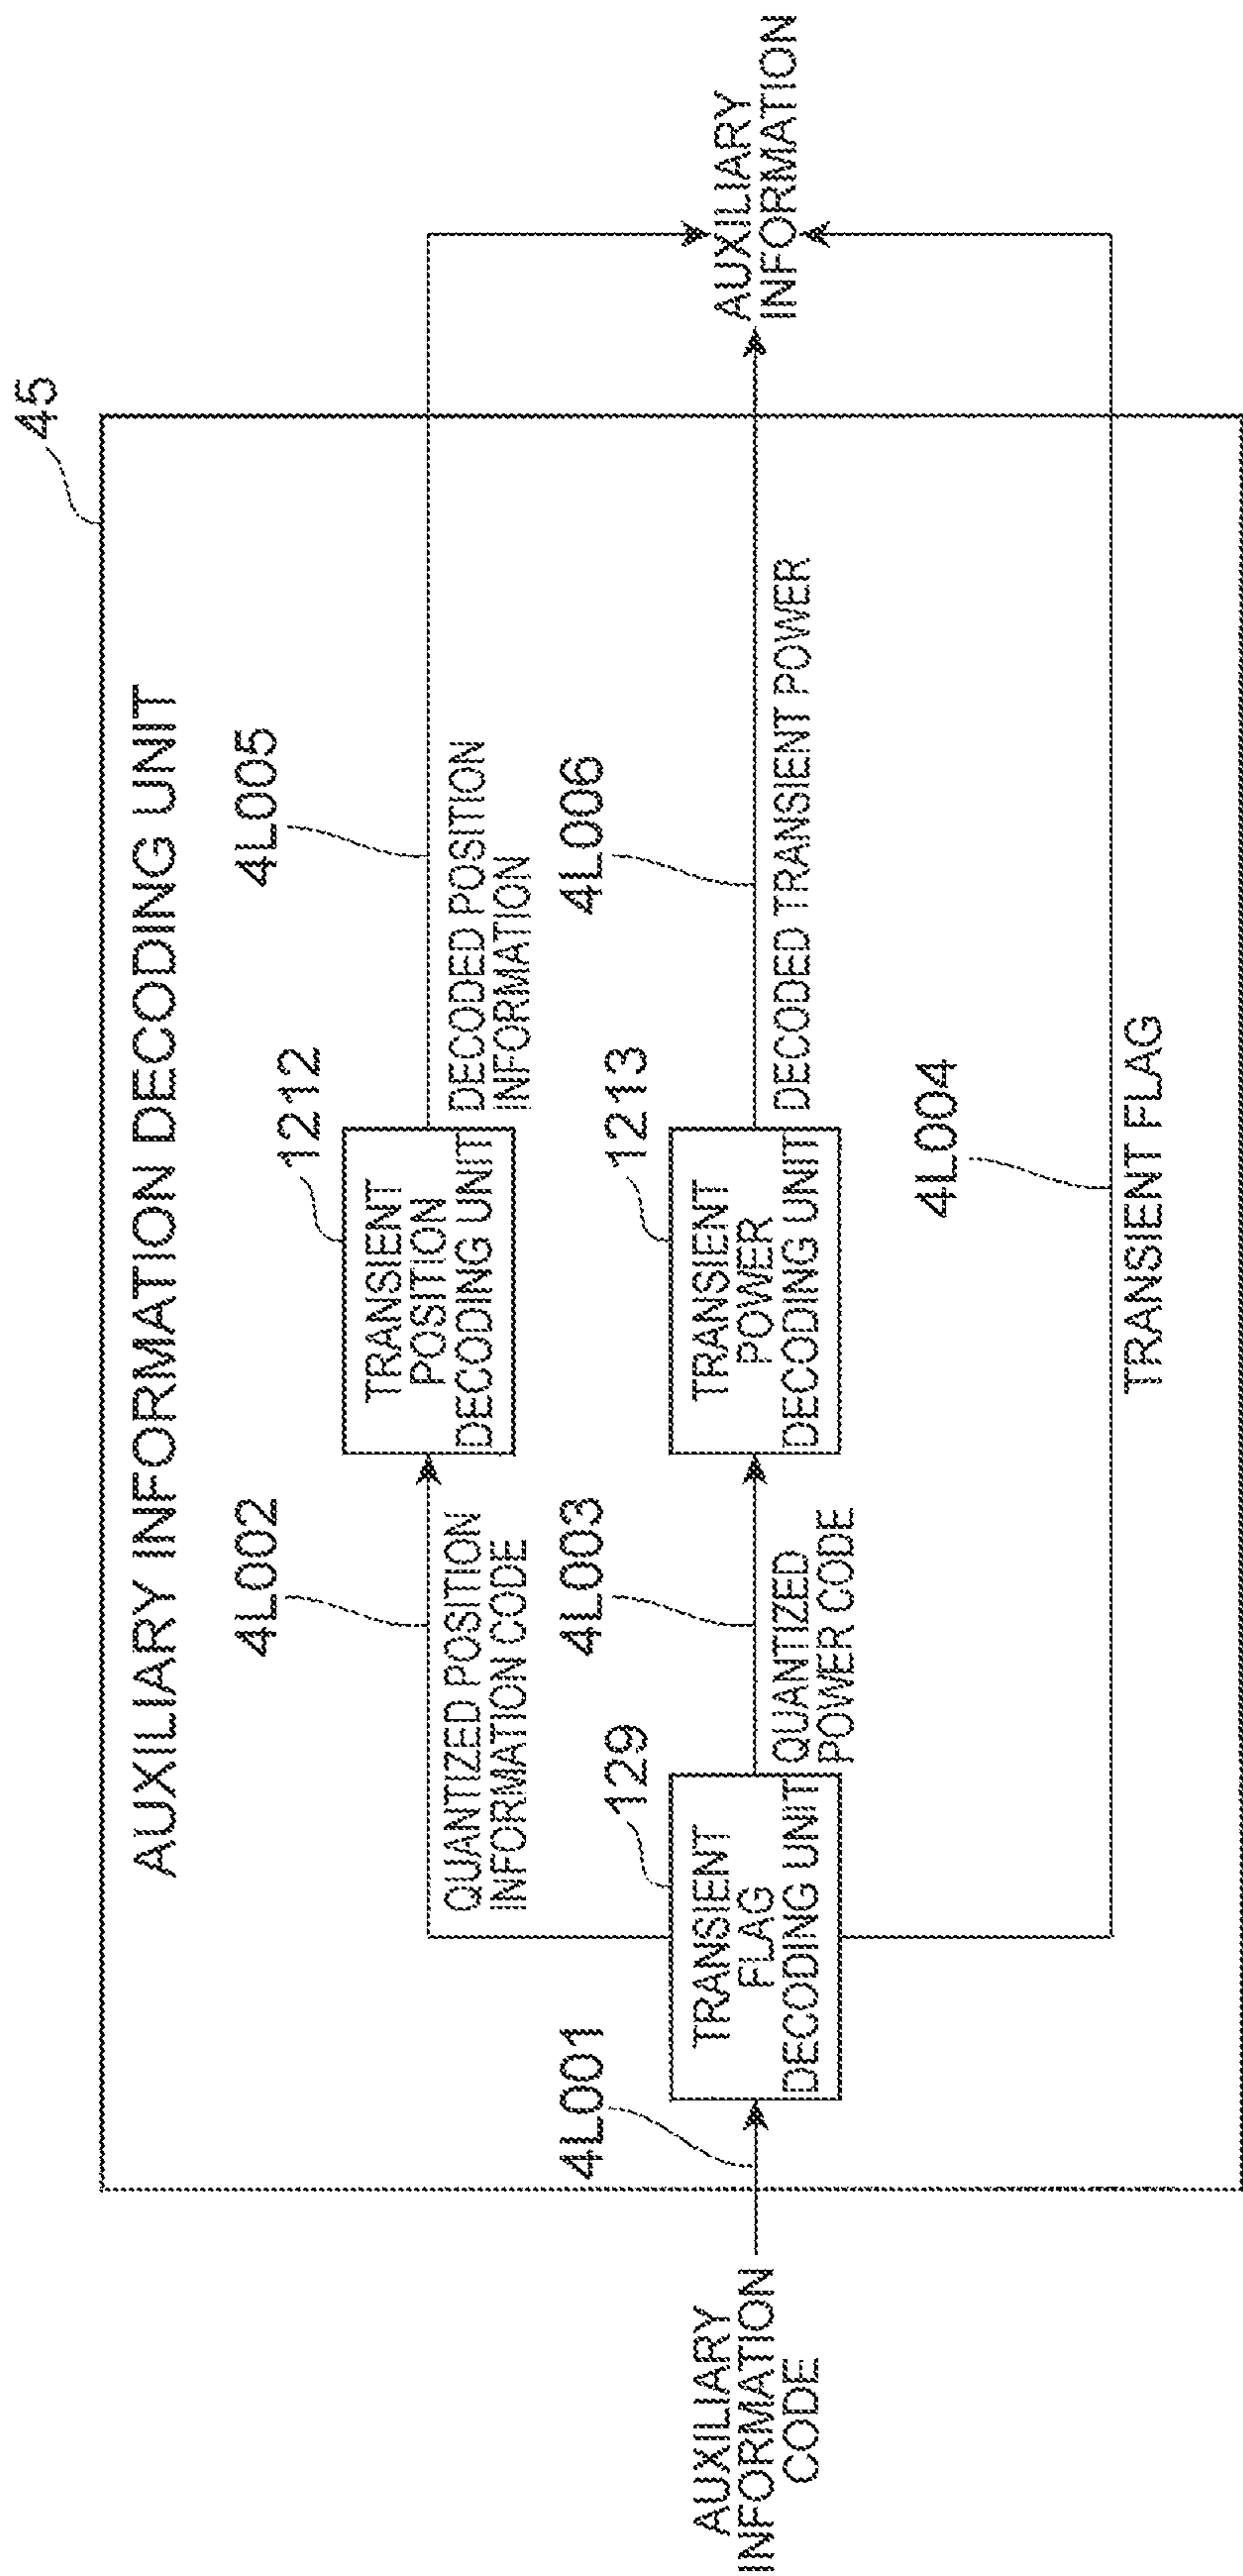 45
AUXILIARY INFORMATION DECODING UNIT
4L002
1212
4L005
QUANTIZED POSITION
INFORMATION CODE
TRANSIENT
POSITION
DECODING UNIT
DECODED POSITION
INFORMATION
4L001
129
4L003
1213
4L006
AUXILIARY
INFORMATION
CODE
TRANSIENT
FLAG
DECODING UNIT
QUANTIZED
POWER CODE
TRANSIENT
POWER
DECODING UNIT
DECODED TRANSIENT POWER
AUXILIARY
INFORMATION
4L004
TRANSIENT FLAG